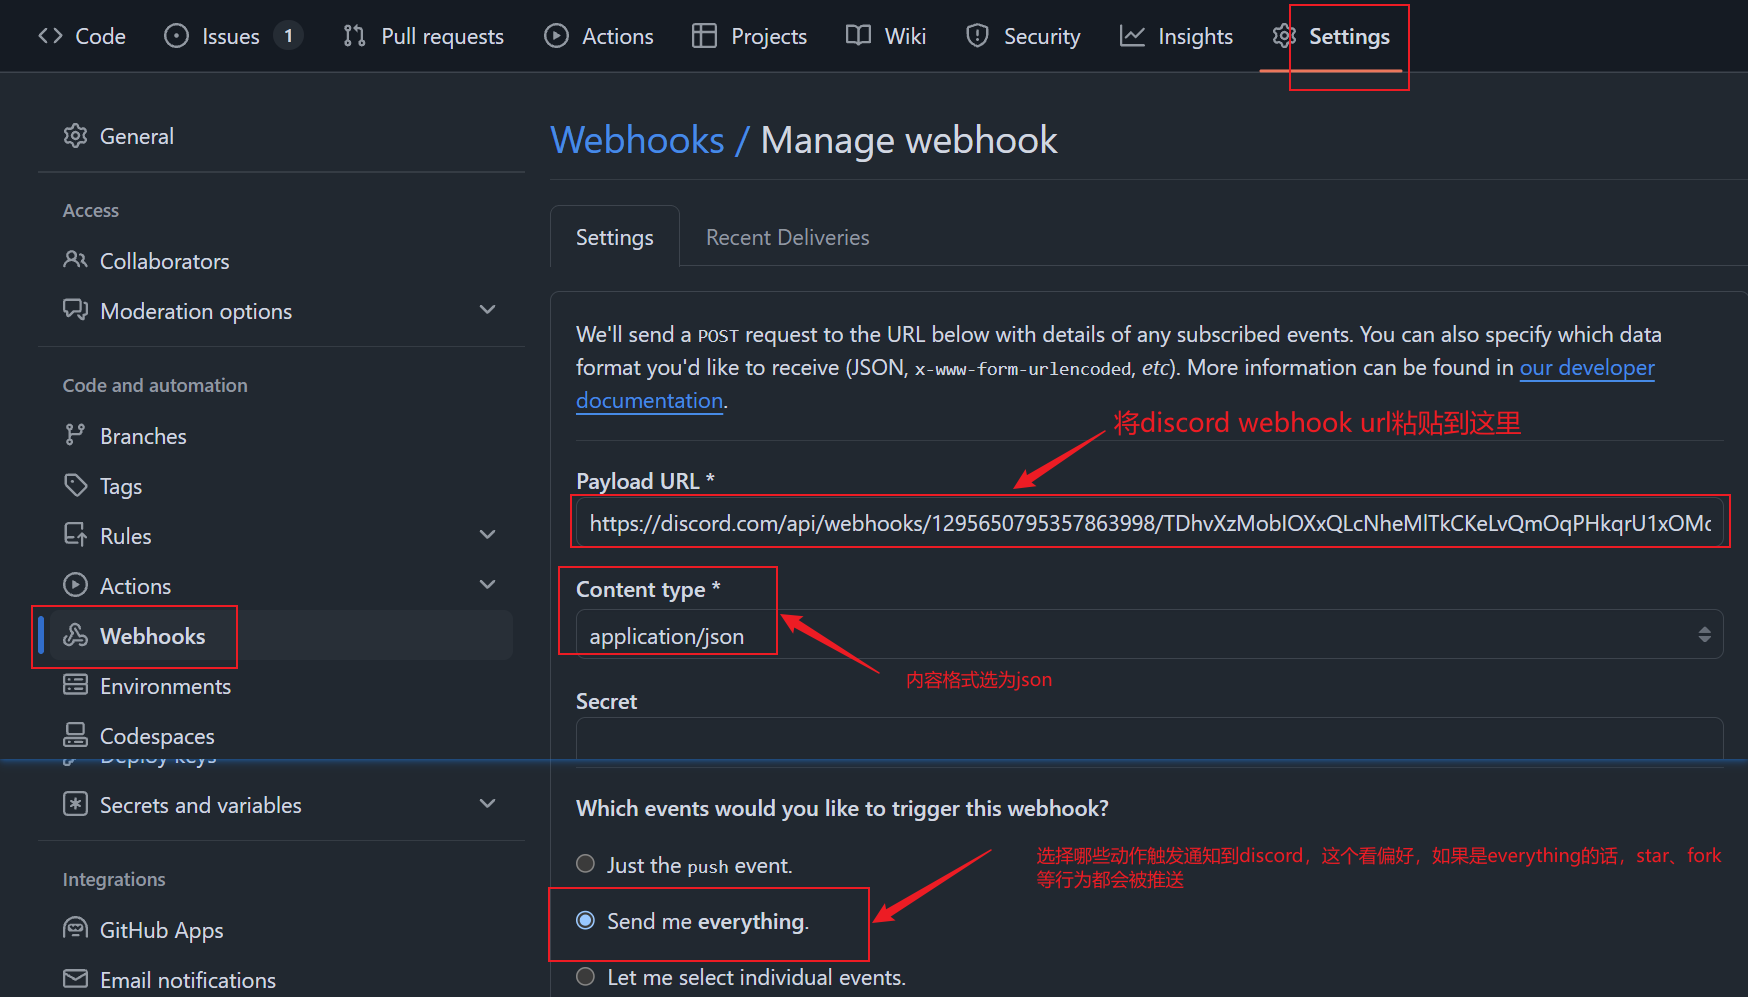 Code Issues 1 Pull requests Actions Projects Wiki Security Insights Settings
General
Access
Collaborators
Moderation options
Code and automation
Branches
Tags
Rules
Actions
Webhooks
Environments
Codespaces
Deploy keys
Secrets and variables
Integrations
GitHub Apps
Email notifications
Webhooks / Manage webhook
Settings Recent Deliveries
We'll send a POST request to the URL below with details of any subscribed events. You can also specify which data
format you'd like to receive (JSON, x-www-form-urlencoded, etc). More information can be found in our developer
documentation.
将discord webhook url粘贴到这里
Payload URL *
https://discord.com/api/webhooks/1295650795357863998/TDhvXzMobIOXxQLcNheMlTkCKeLvQmOqPHkqrU1xOMc
Content type *
application/json
内容格式选为json
Secret
Which events would you like to trigger this webhook?
Just the push event.
选择哪些动作触发通知到discord，这个看偏好，如果是everything的话，star、fork
等行为都会被推送
Send me everything.
Let me select individual events.